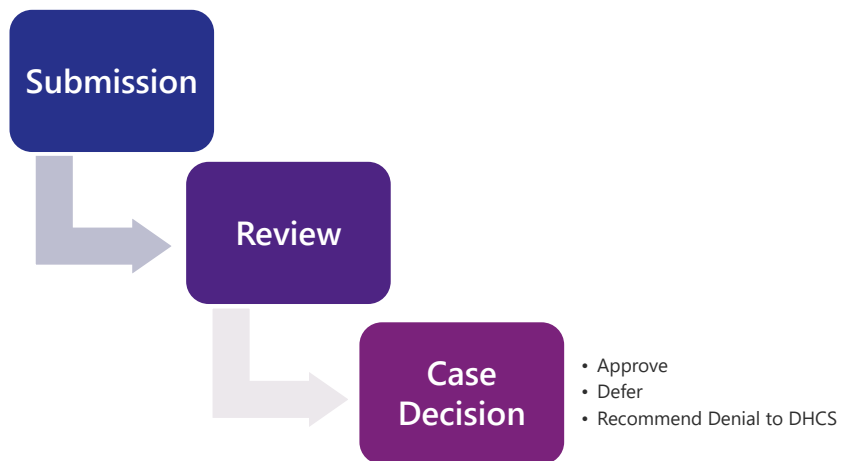 Submission
Review
Case
Decision
• Approve
• Defer
• Recommend Denial to DHCS